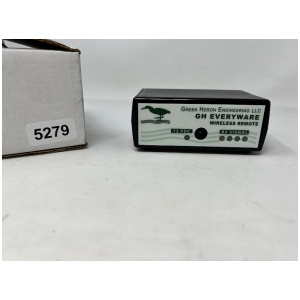 5279
GREEN HERON ENGINEERING LLC
GH EVERYWARE
WIRELESS REMOTE
12 VDC
RF SIGNAL